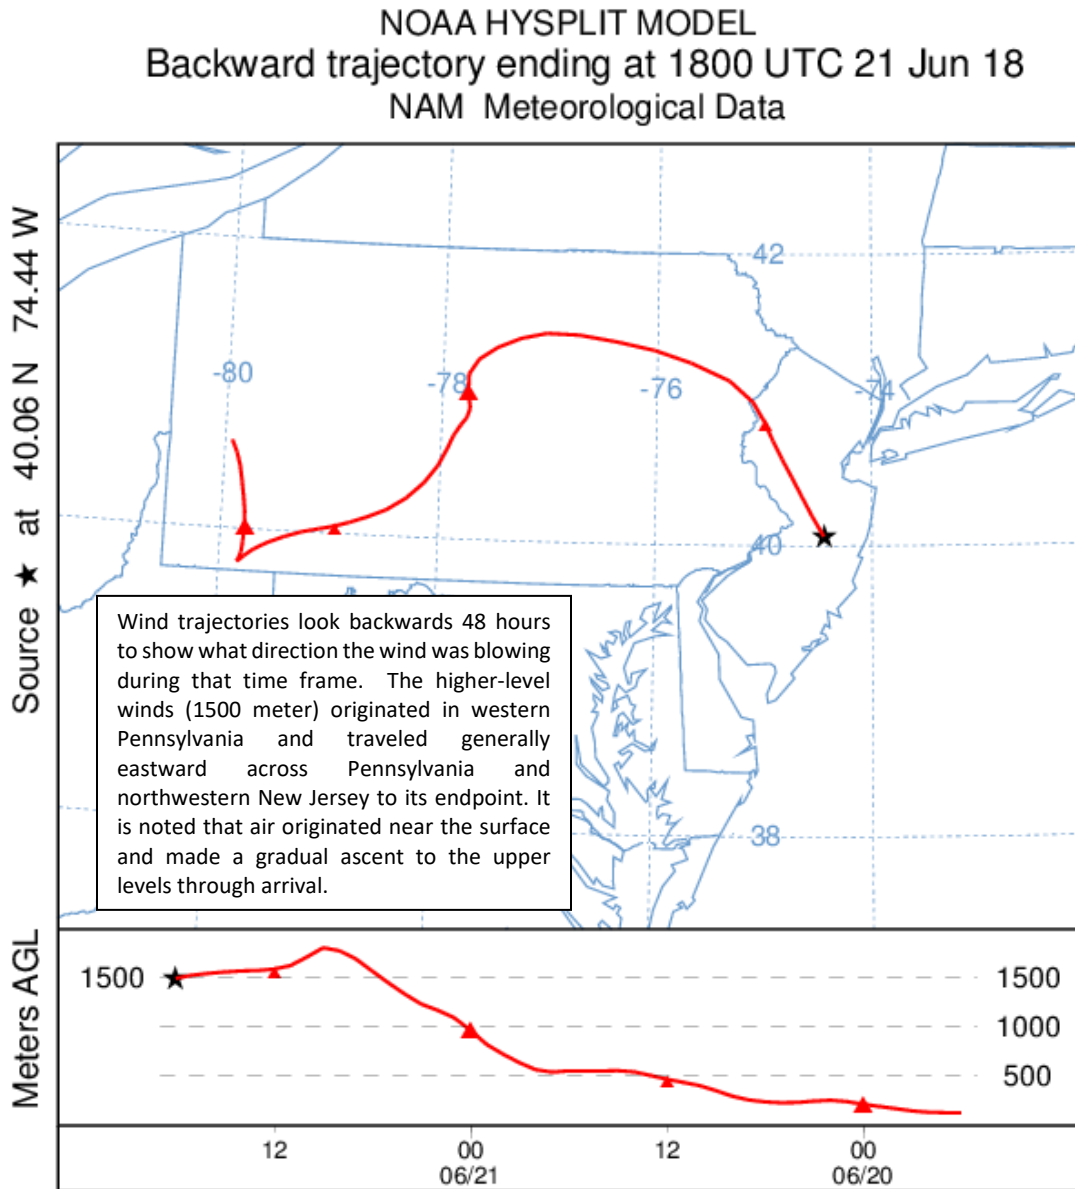 NOAA HYSPLIT MODEL
Backward trajectory ending at 1800 UTC 21 Jun 18
NAM Meteorological Data
Source ★ at 40.06 N 74.44 W
42
-80
-78
-76
-74
40
38
Wind trajectories look backwards 48 hours
to show what direction the wind was blowing
during that time frame. The higher-level
winds (1500 meter) originated in western
Pennsylvania and traveled generally
eastward across Pennsylvania and
northwestern New Jersey to its endpoint. It
is noted that air originated near the surface
and made a gradual ascent to the upper
levels through arrival.
Meters AGL
1500
1500
1000
500
12 00 12 00
06/21 06/20